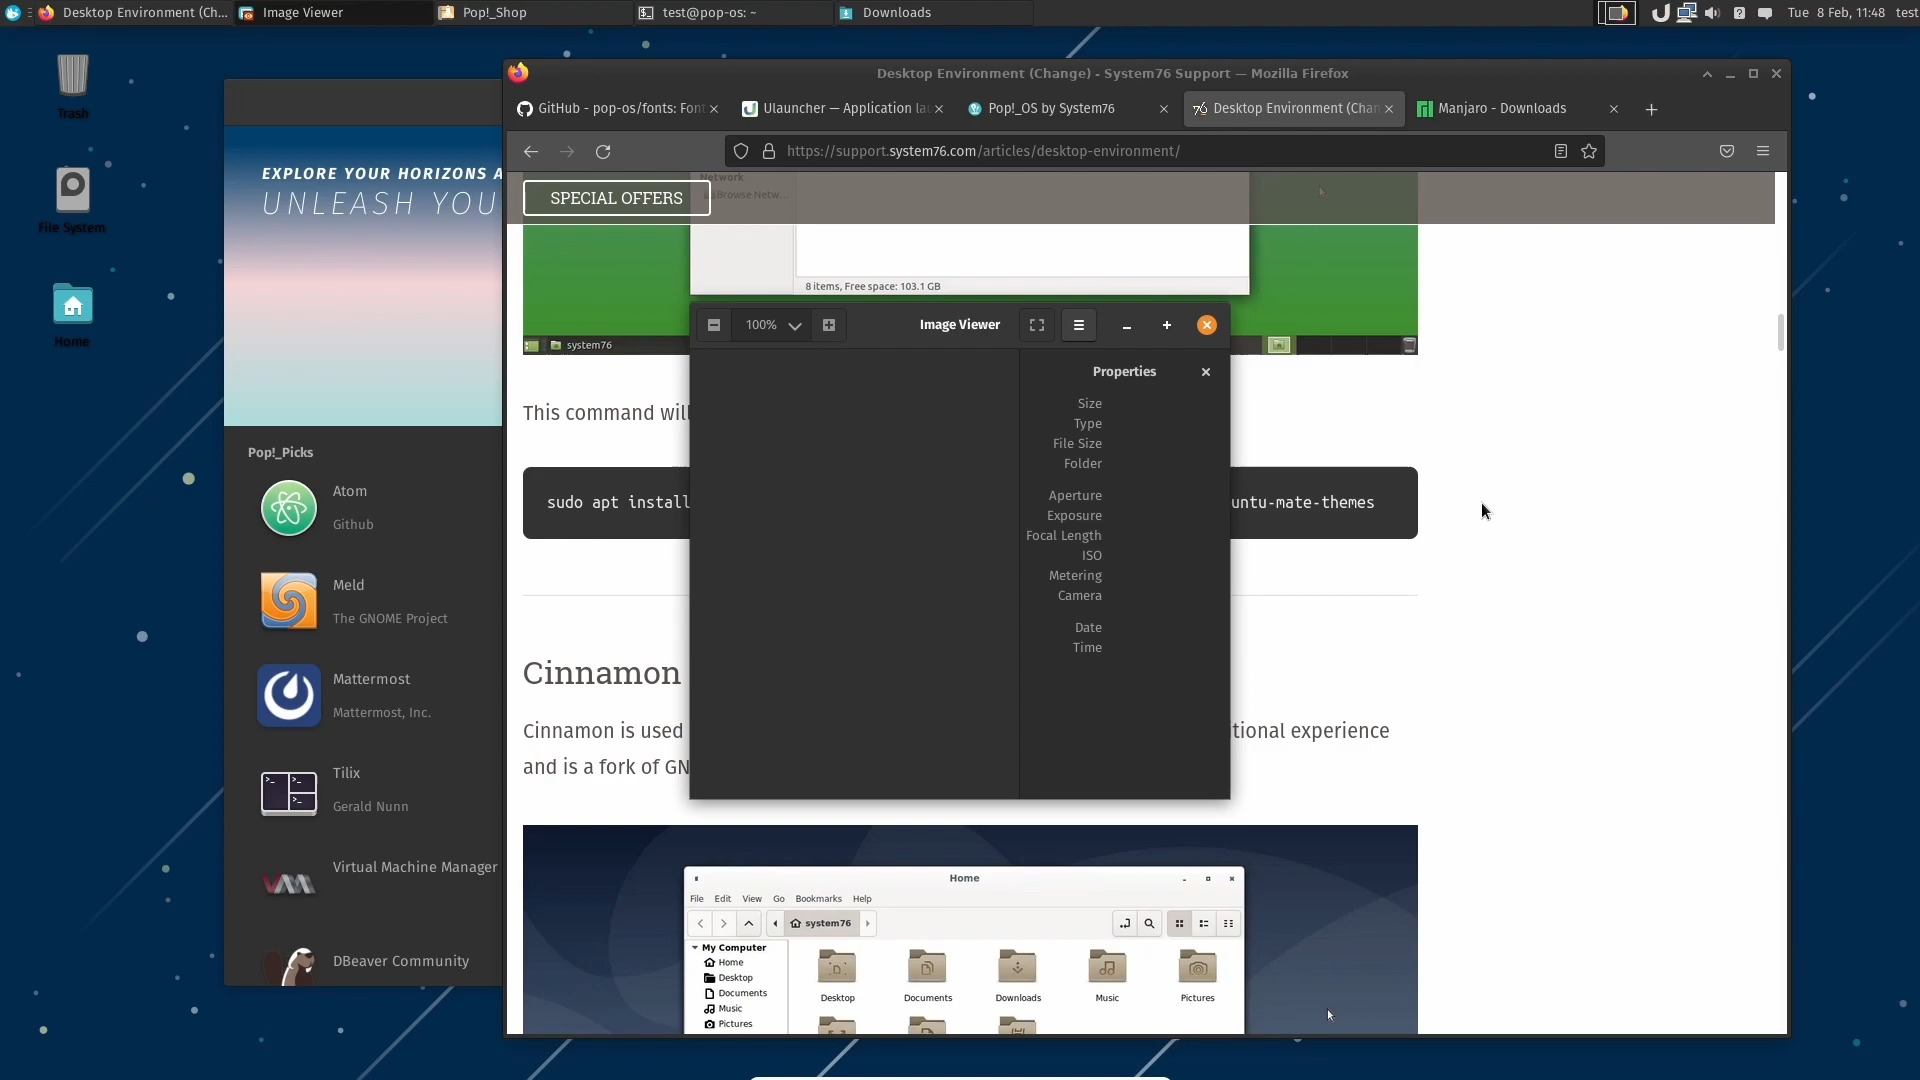 Desktop Environment (Ch...
Image Viewer
Pop!_Shop
test@pop-os: ~
Downloads
Tue 8 Feb, 11:48
test
Trash
File System
Home
EXPLORE YOUR HORIZONS A
UNLEASH YOU
Pop!_Picks
Atom
Github
Meld
The GNOME Project
Mattermost
Mattermost, Inc.
Tilix
Gerald Nunn
Virtual Machine Manager
DBeaver Community
Desktop Environment (Change) - System76 Support — Mozilla Firefox
GitHub - pop-os/fonts: Font
Ulauncher — Application la
Pop!_OS by System76
Desktop Environment (Chan
Manjaro - Downloads
https://support.system76.com/articles/desktop-environment/
Network
Browse Netw...
SPECIAL OFFERS
8 items, Free space: 103.1 GB
system76
This command will
sudo apt install
untu-mate-themes
100%
Image Viewer
Properties
Size
Type
File Size
Folder
Aperture
Exposure
Focal Length
ISO
Metering
Camera
Date
Time
Cinnamon
Cinnamon is used
itional experience
and is a fork of GN
Home
File Edit View Go Bookmarks Help
system76
My Computer
Home
Desktop
Documents
Music
Pictures
Desktop
Documents
Downloads
Music
Pictures